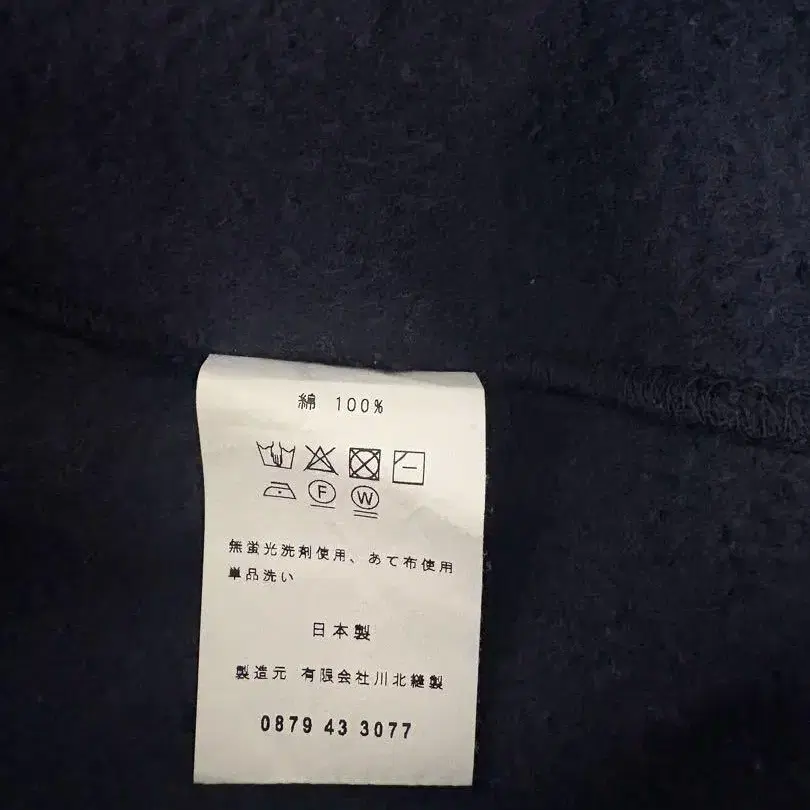 綿 100%
F W
無蛍光洗剤使用、あて布使用
単品洗い
日本製
製造元 有限会社川北縫製
0879 43 3077